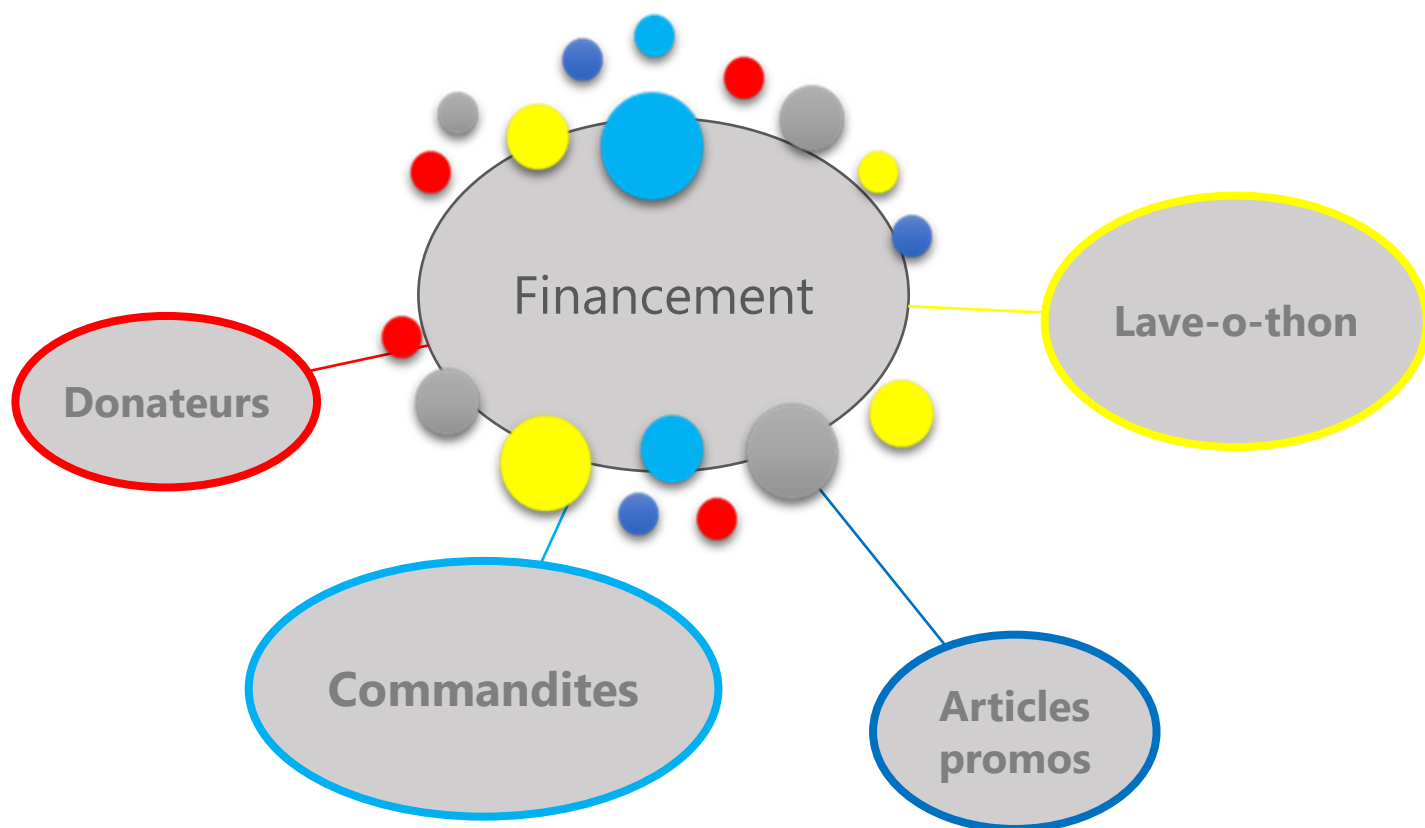 Financement
Lave-o-thon
Donateurs
Commandites
Articles
promos